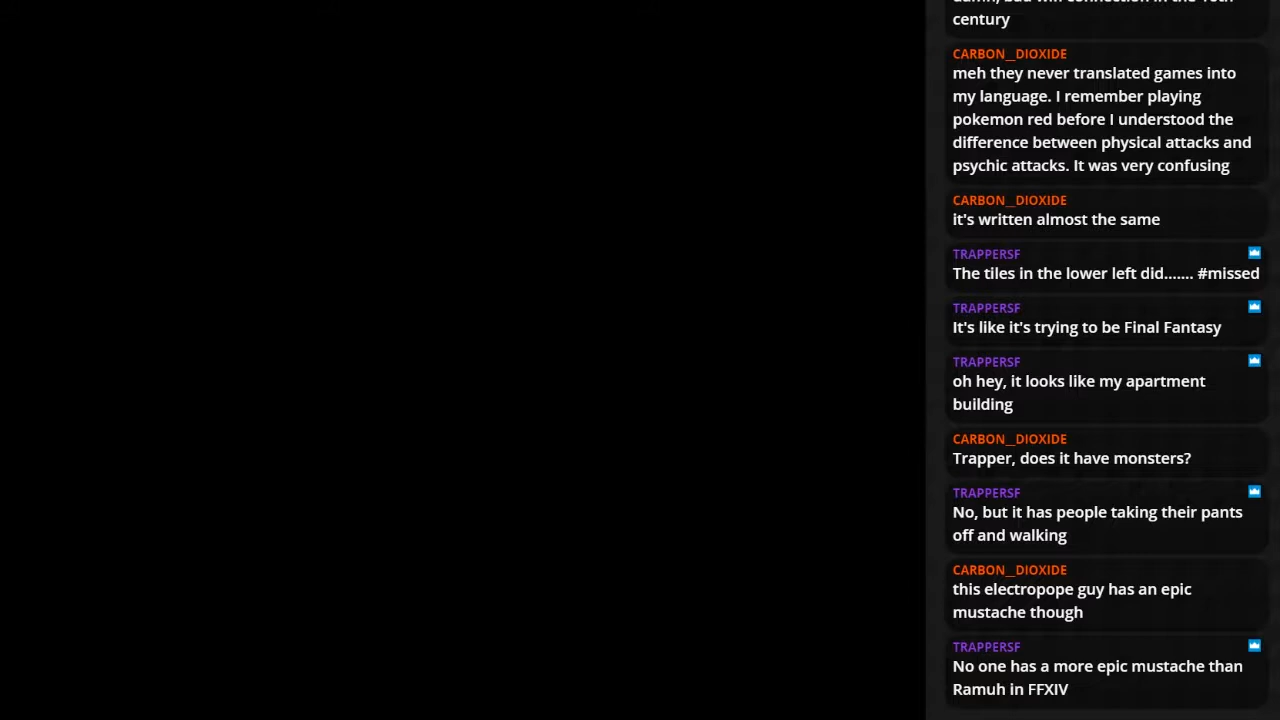 century
CARBON__DIOXIDE
meh they never translated games into
my language. I remember playing
pokemon red before I understood the
difference between physical attacks and
psychic attacks. It was very confusing
CARBON__DIOXIDE
it's written almost the same
TRAPPERSF
The tiles in the lower left did....... #missed
TRAPPERSF
It's like it's trying to be Final Fantasy
TRAPPERSF
oh hey, it looks like my apartment
building
CARBON__DIOXIDE
Trapper, does it have monsters?
TRAPPERSF
No, but it has people taking their pants
off and walking
CARBON__DIOXIDE
this electropope guy has an epic
mustache though
TRAPPERSF
No one has a more epic mustache than
Ramuh in FFXIV